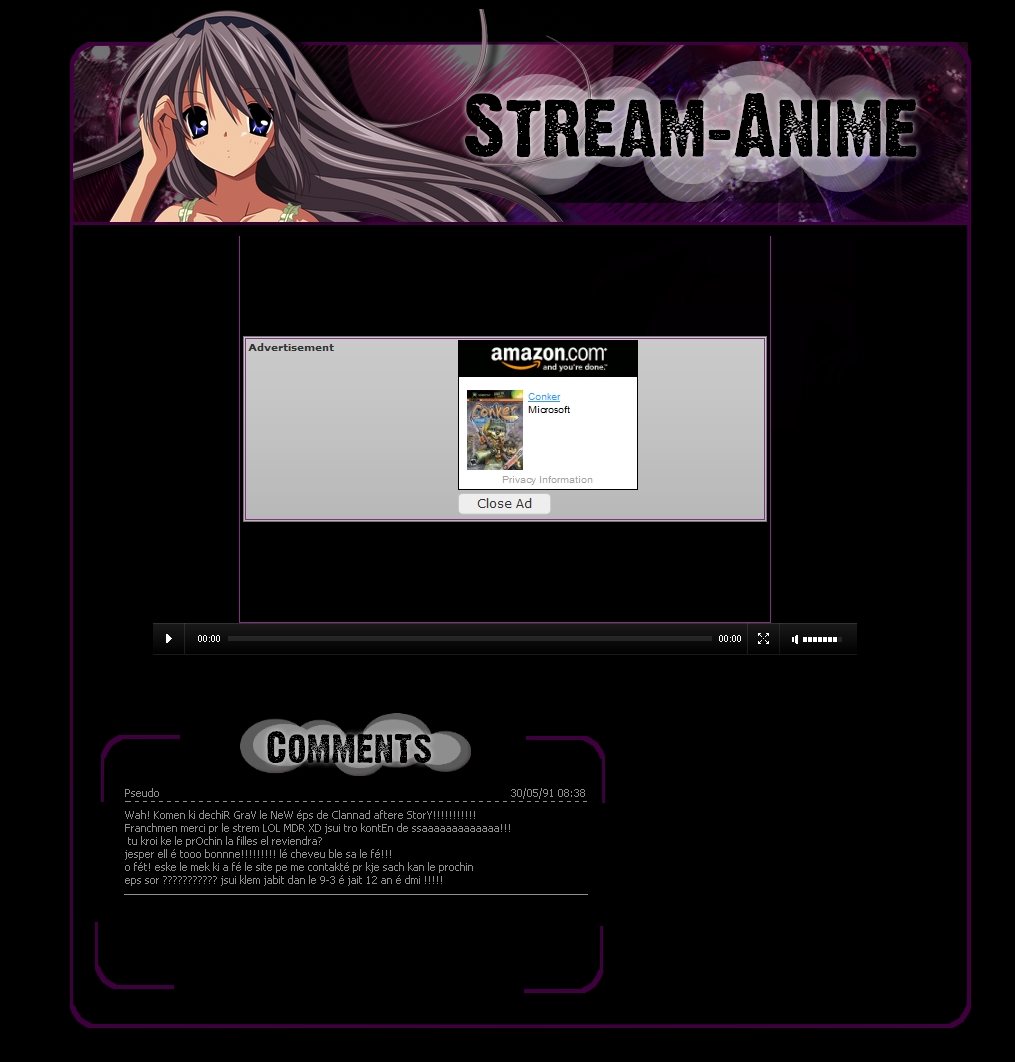 STREAM-ANIME
Advertisement
amazon.com
and you're done.™
Conker
Conker
Microsoft
Privacy Information
Close Ad
00:00
00:00
COMMENTS
Pseudo 30/05/91 08:38
Wah! Komen ki dechiR GraV le NeW éps de Clannad aftere StorY!!!!!!!!!!!
Franchmen merci pr le strem LOL MDR XD jsui tro kontEn de ssaaaaaaaaaaaaa!!!
tu kroi ke le prOchin la filles el reviendra?
jesper ell é tooo bonnne!!!!!!!!! lé cheveu ble sa le fé!!!
o fét! eske le mek ki a fé le site pe me contakté pr kje sach kan le prochin
eps sor ??????????? jsui klem jabit dan le 9-3 é jait 12 an é dmi !!!!!